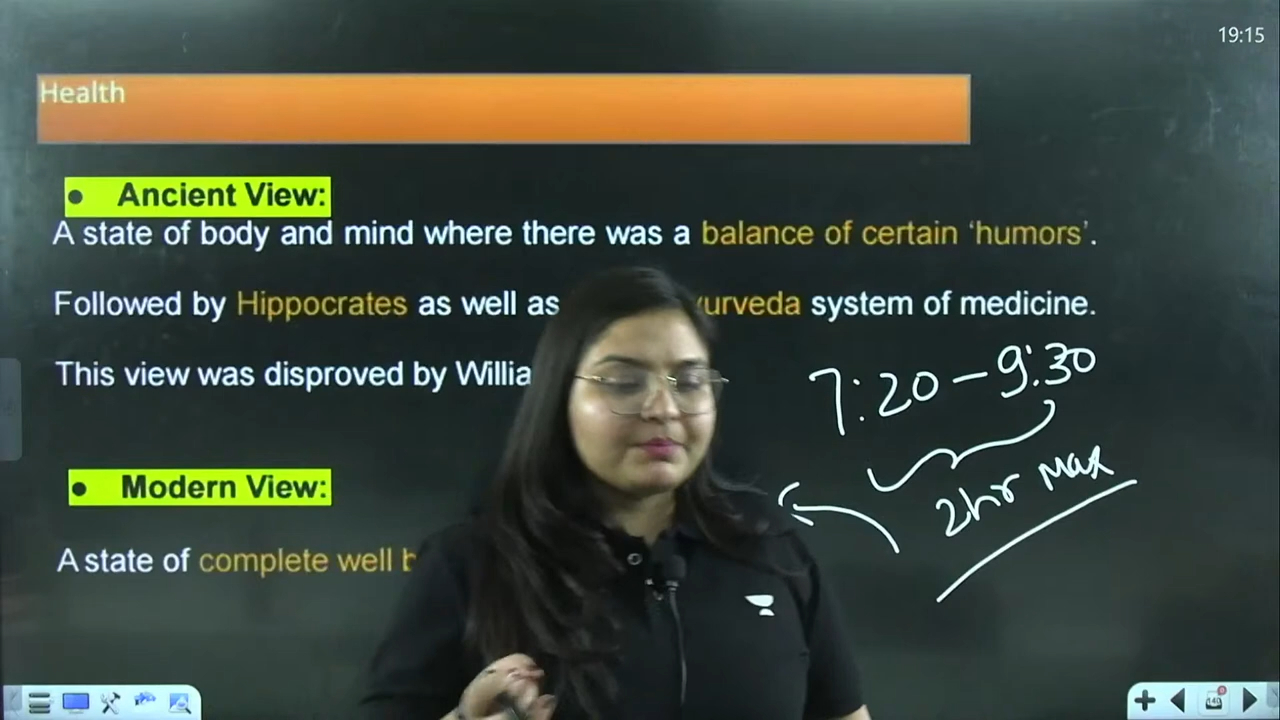 19:15
Health
• Ancient View:
A state of body and mind where there was a balance of certain ‘humors’.
Followed by Hippocrates as well as yurveda system of medicine.
This view was disproved by Willia
7:20-9:30
2hr Max
• Modern View:
A state of complete well b